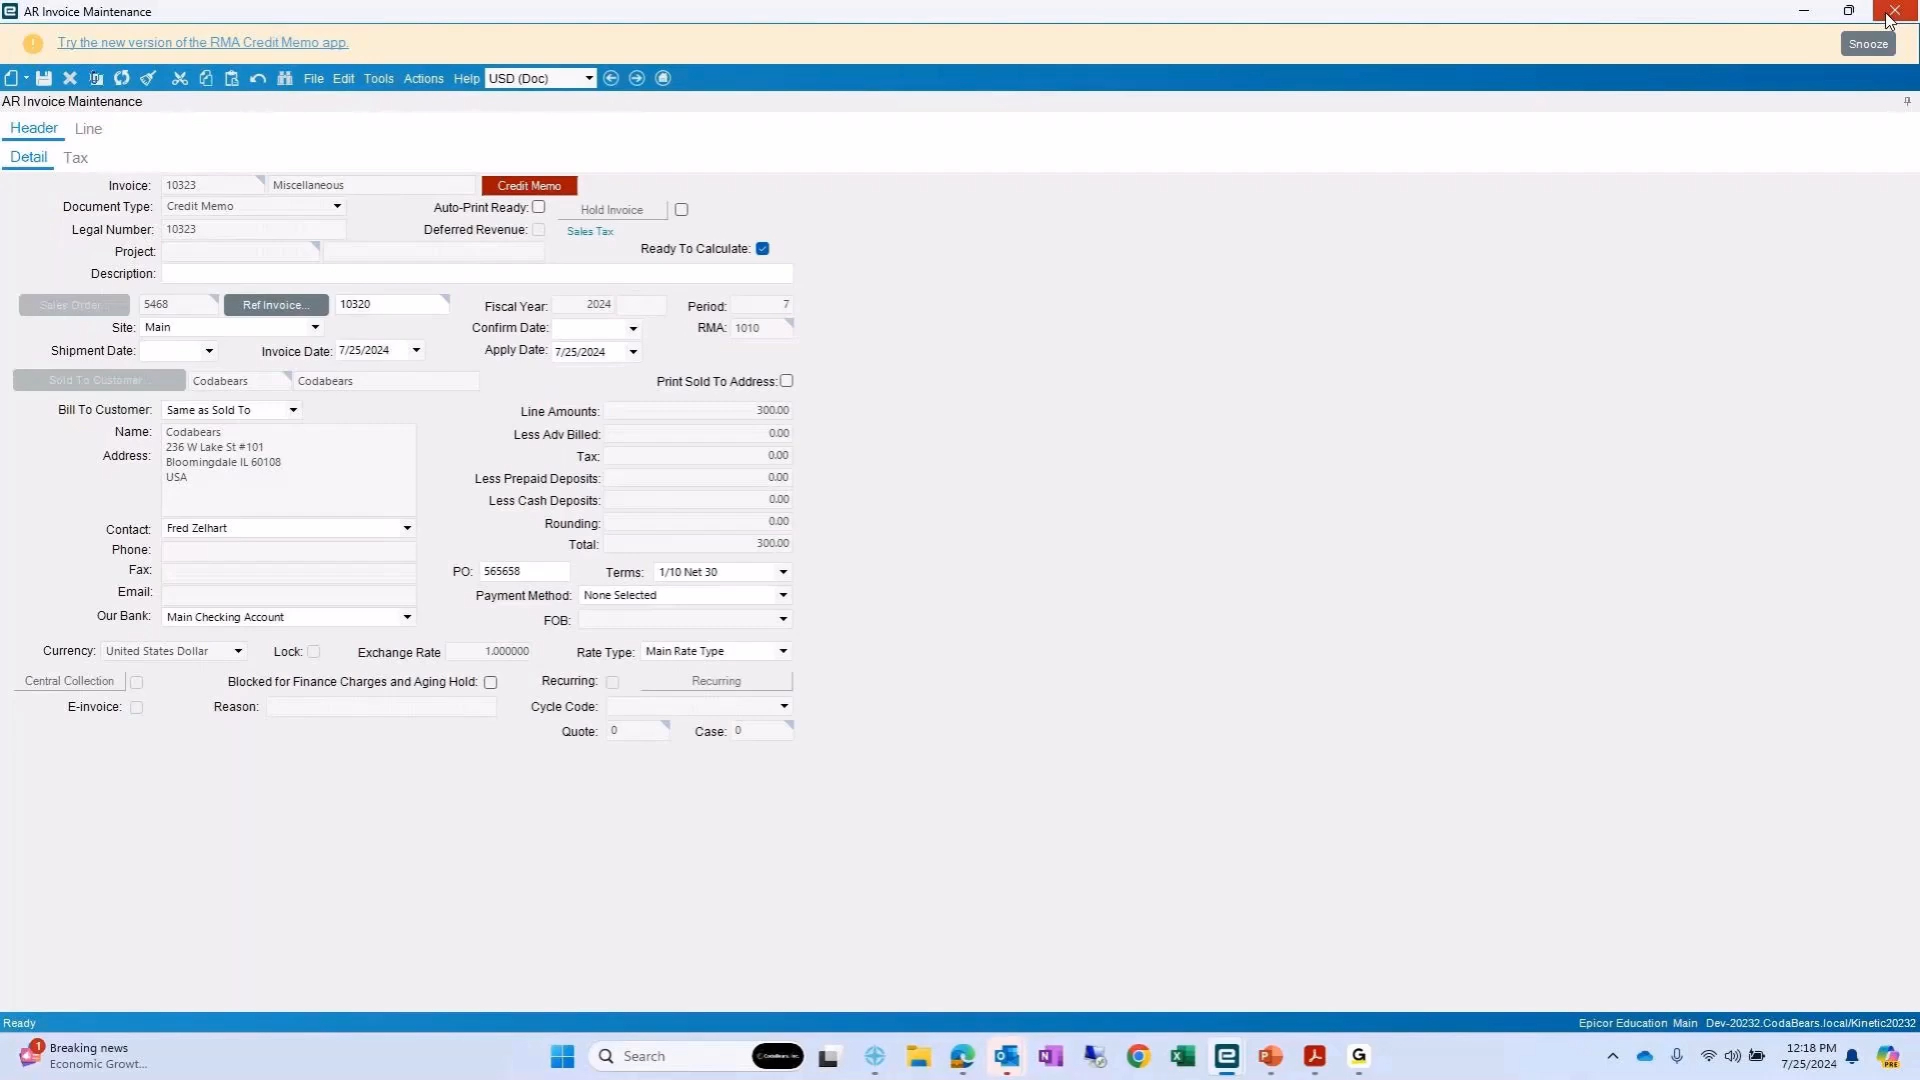 AR Invoice Maintenance
Try the new version of the RMA Credit Memo app.
Snooze
File Edit Tools Actions Help USD (Doc)
AR Invoice Maintenance
Header Line
Detail Tax
Invoice: 10323 Miscellaneous Credit Memo
Document Type: Credit Memo Auto-Print Ready: Hold Invoice
Legal Number: 10323 Deferred Revenue: Sales Tax
Project: Ready To Calculate:
Description:
Sales Order... 5468 Ref Invoice... 10320 Fiscal Year: 2024 Period: 7
Site: Main Confirm Date: RMA: 1010
Shipment Date: Invoice Date: 7/25/2024 Apply Date: 7/25/2024
Sold To Customer... Codabears Codabears Print Sold To Address:
Bill To Customer: Same as Sold To Line Amounts: 300.00
Name: Codabears Less Adv Billed: 0.00
236 W Lake St #101
Address: Bloomingdale IL 60108 Tax: 0.00
USA Less Prepaid Deposits: 0.00
Less Cash Deposits: 0.00
Contact: Fred Zelhart Rounding: 0.00
Phone: Total: 300.00
Fax: PO: 565658 Terms: 1/10 Net 30
Email: Payment Method: None Selected
Our Bank: Main Checking Account FOB:
Currency: United States Dollar Lock: Exchange Rate 1.000000 Rate Type: Main Rate Type
Central Collection Blocked for Finance Charges and Aging Hold: Recurring: Recurring
E-invoice: Reason: Cycle Code:
Quote: 0 Case: 0
Ready Epicor Education Main Dev-20232.CodaBears.local/Kinetic20232
1 Breaking news
Economic Growt...
Search
12:18 PM
7/25/2024
PRE